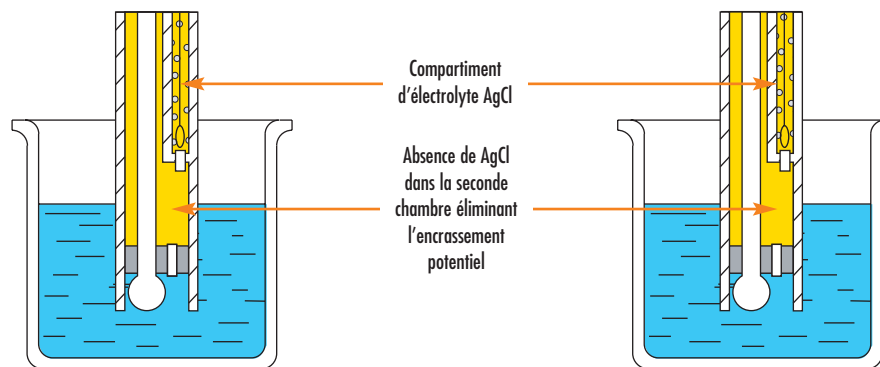 Compartiment
d'électrolyte AgCl
Absence de AgCl
dans la seconde
chambre éliminant
l'encrassement
potentiel